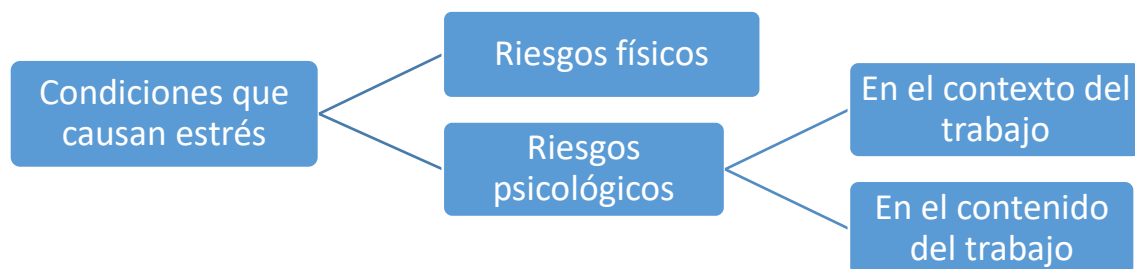 Condiciones que
causan estrés
Riesgos físicos
Riesgos
psicológicos
En el contexto del
trabajo
En el contenido
del trabajo